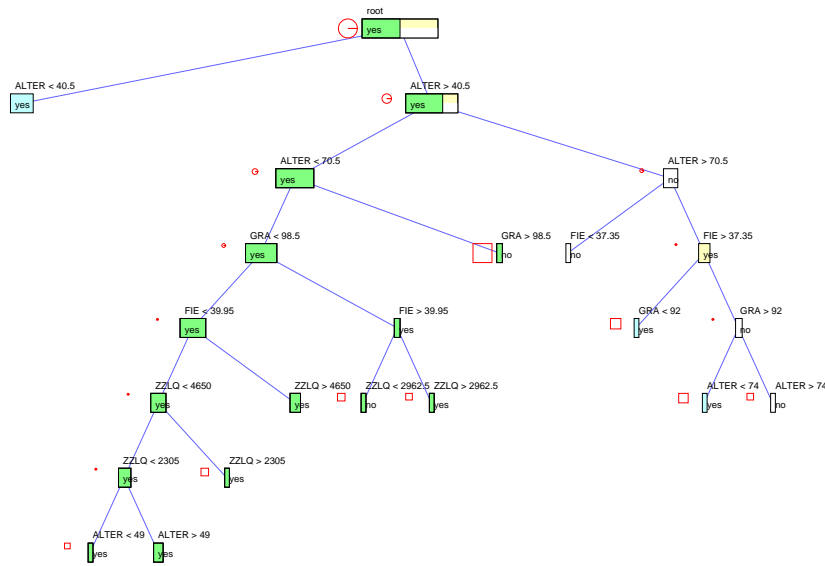 root
yes
ALTER < 40.5
yes
ALTER > 40.5
yes
ALTER < 70.5
yes
ALTER > 70.5
no
GRA < 98.5
yes
GRA > 98.5
no
FIE < 37.35
no
FIE > 37.35
yes
FIE < 39.95
yes
FIE > 39.95
yes
GRA < 92
yes
GRA > 92
no
ZZLQ < 4650
yes
ZZLQ > 4650
yes
ZZLQ < 2962.5
no
ZZLQ > 2962.5
yes
ALTER < 74
yes
ALTER > 74
no
ZZLQ < 2305
yes
ZZLQ > 2305
yes
ALTER < 49
yes
ALTER > 49
yes